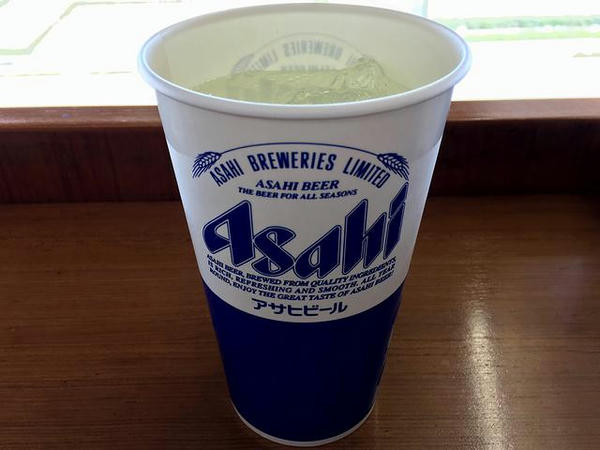 ASAHI BREWERIES LIMITED
ASAHI BEER
THE BEER FOR ALL SEASONS
Asahi
ASAHI BEER, BREWED FROM QUALITY INGREDIENTS,
IS RICH, REFRESHING AND SMOOTH. ALL YEAR
ROUND, ENJOY THE GREAT TASTE OF ASAHI BEER.
アサヒビール